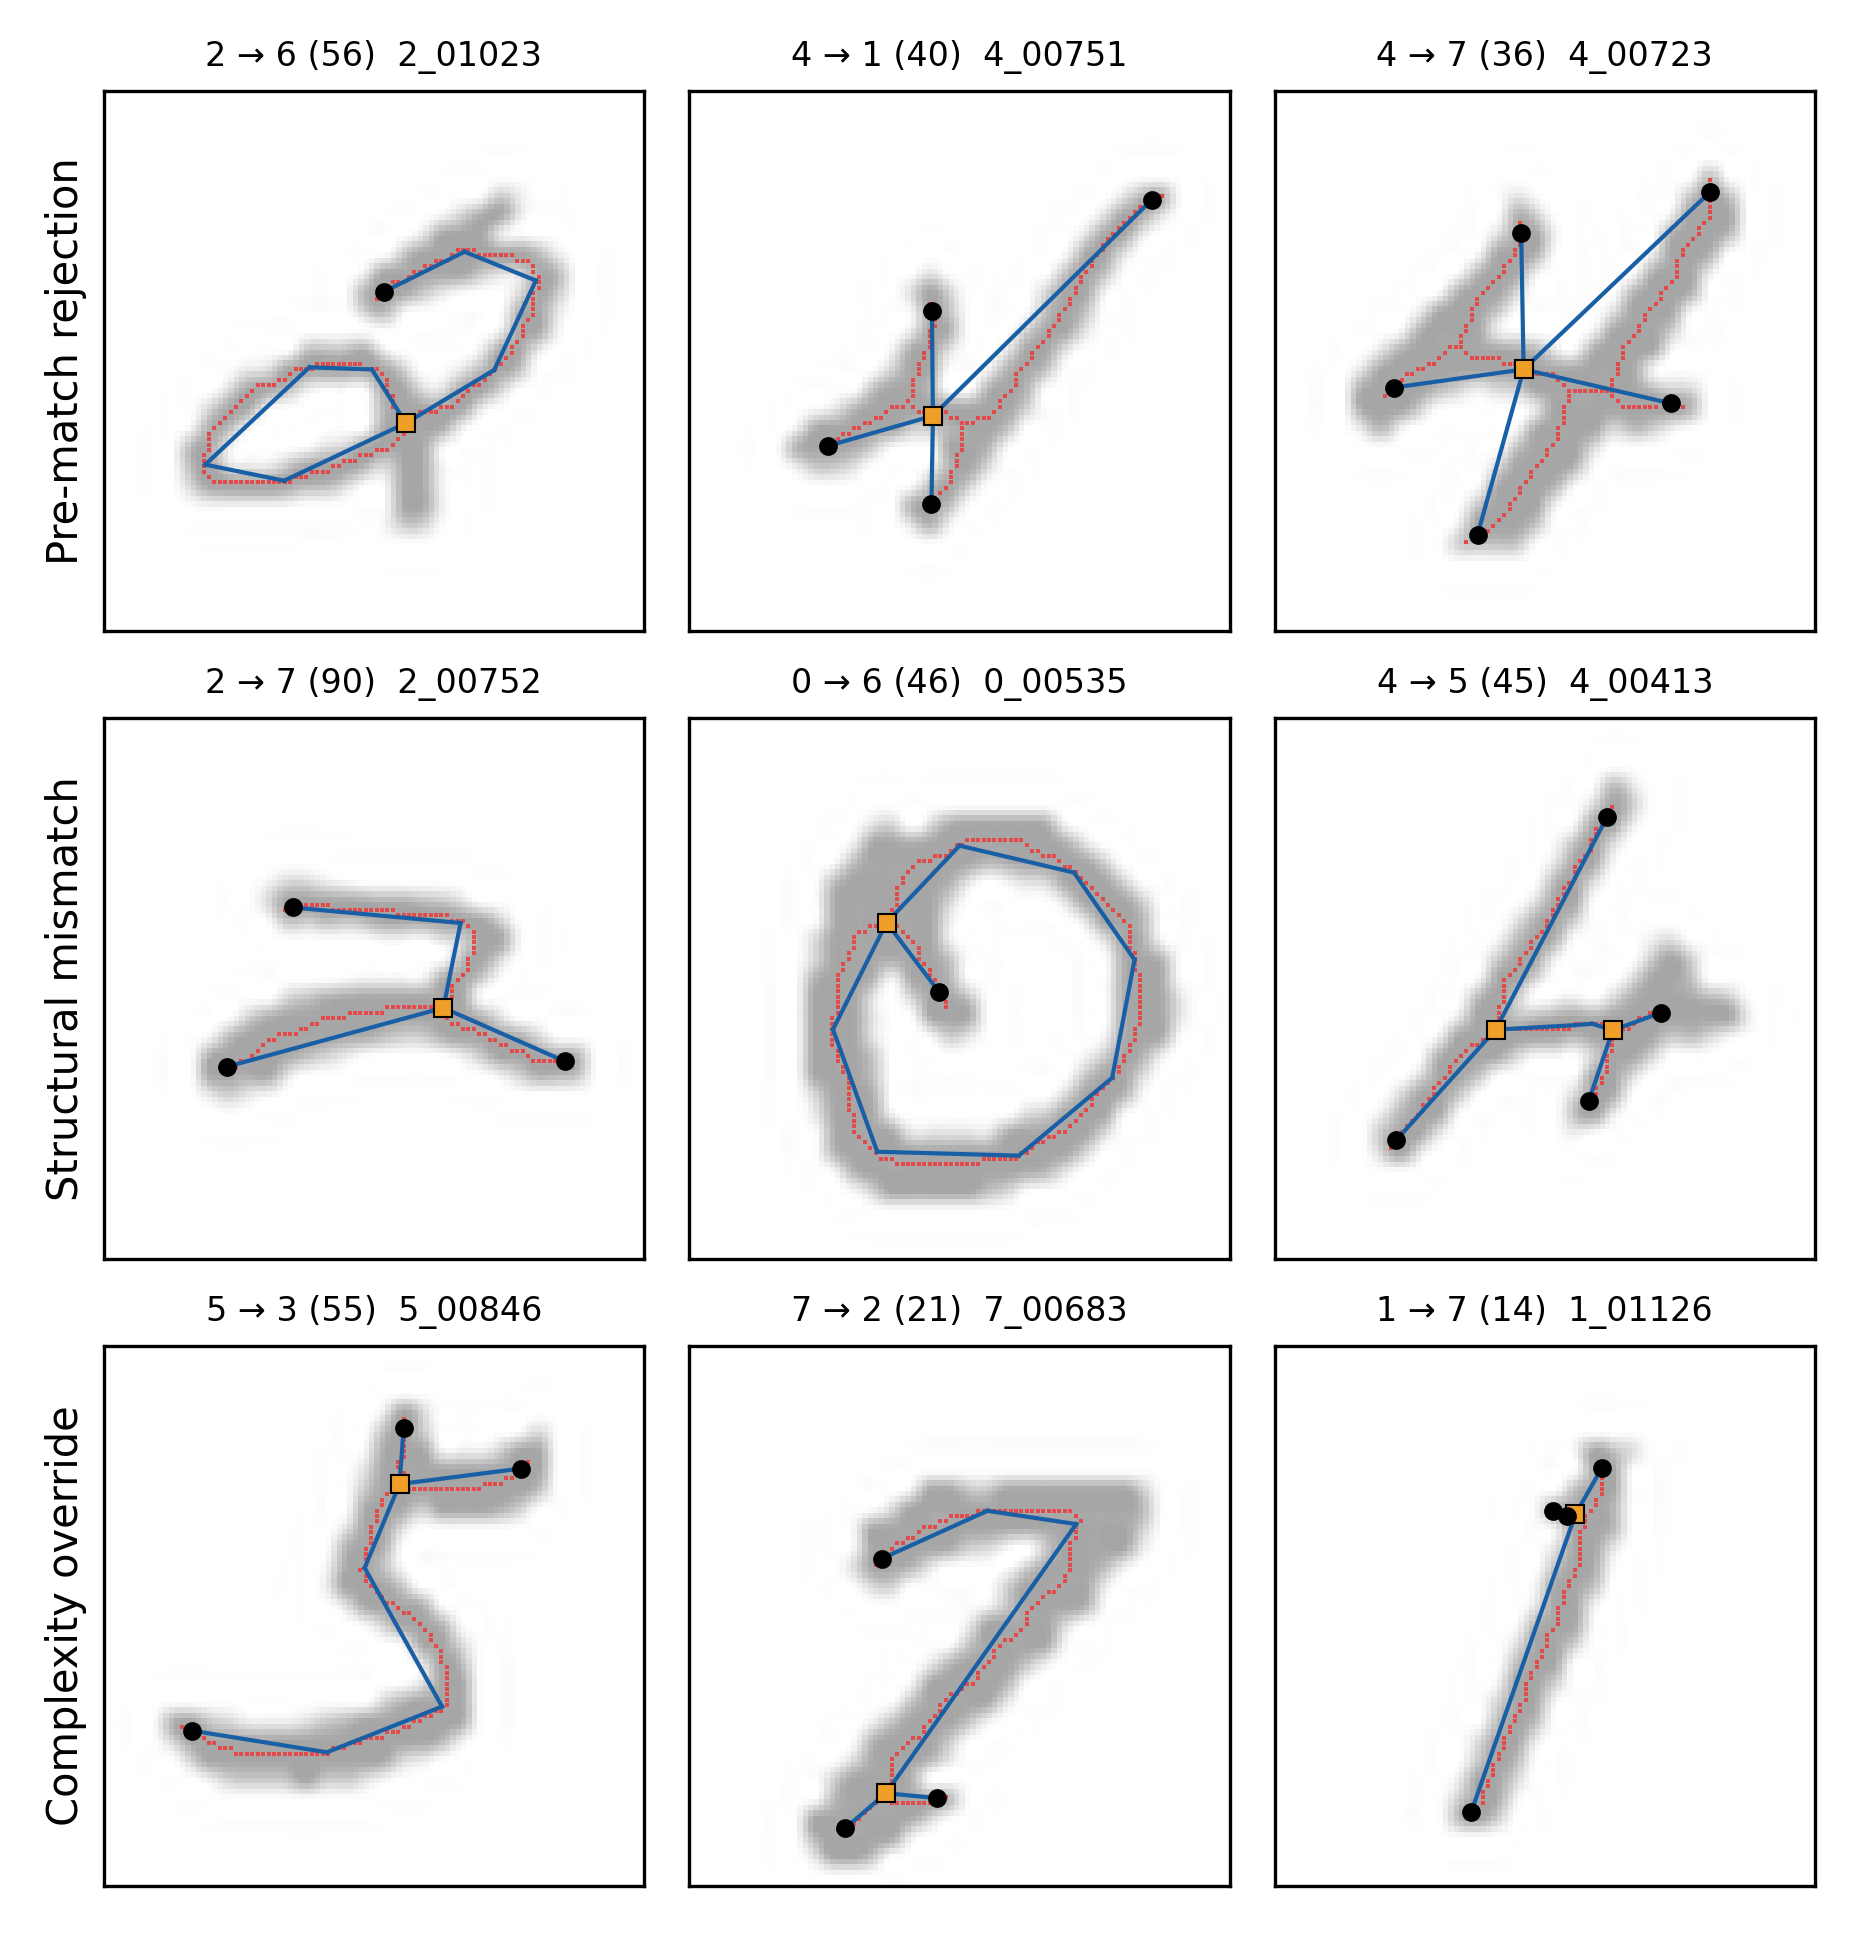 2 → 6 (56) 2_01023
4 → 1 (40) 4_00751
4 → 7 (36) 4_00723
Pre-match rejection
2 → 7 (90) 2_00752
0 → 6 (46) 0_00535
4 → 5 (45) 4_00413
Structural mismatch
5 → 3 (55) 5_00846
7 → 2 (21) 7_00683
1 → 7 (14) 1_01126
Complexity override